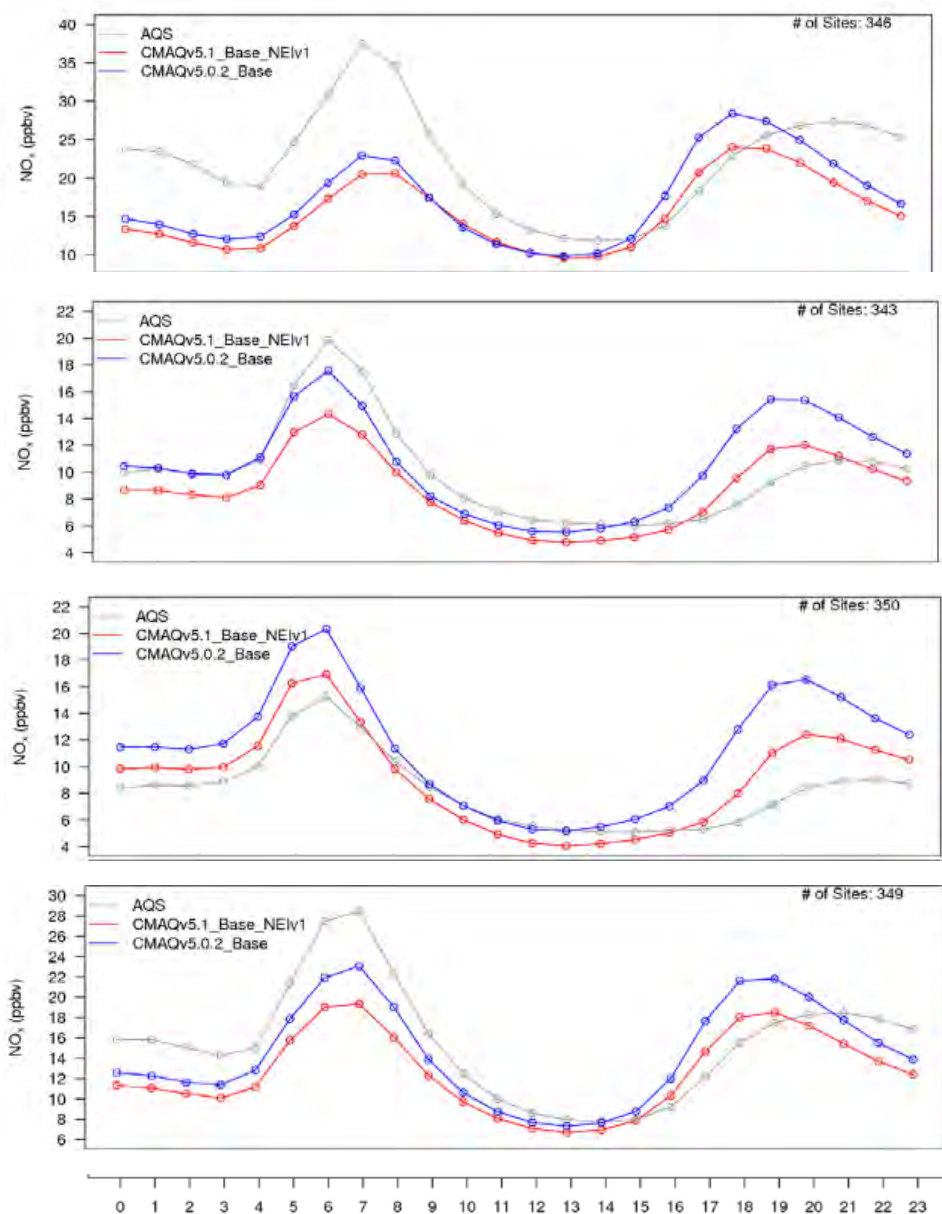 40
35
30
25
20
15
10
NOx (ppbv)
AQS
CMAQv5.1_Base_NEIv1
CMAQv5.0.2_Base
# of Sites: 346
22
20
18
16
14
12
10
8
6
4
NOx (ppbv)
AQS
CMAQv5.1_Base_NEIv1
CMAQv5.0.2_Base
# of Sites: 343
22
20
18
16
14
12
10
8
6
4
NOx (ppbv)
AQS
CMAQv5.1_Base_NEIv1
CMAQv5.0.2_Base
# of Sites: 350
30
28
26
24
22
20
18
16
14
12
10
8
6
NOx (ppbv)
AQS
CMAQv5.1_Base_NEIv1
CMAQv5.0.2_Base
# of Sites: 349
0 1 2 3 4 5 6 7 8 9 10 11 12 13 14 15 16 17 18 19 20 21 22 23